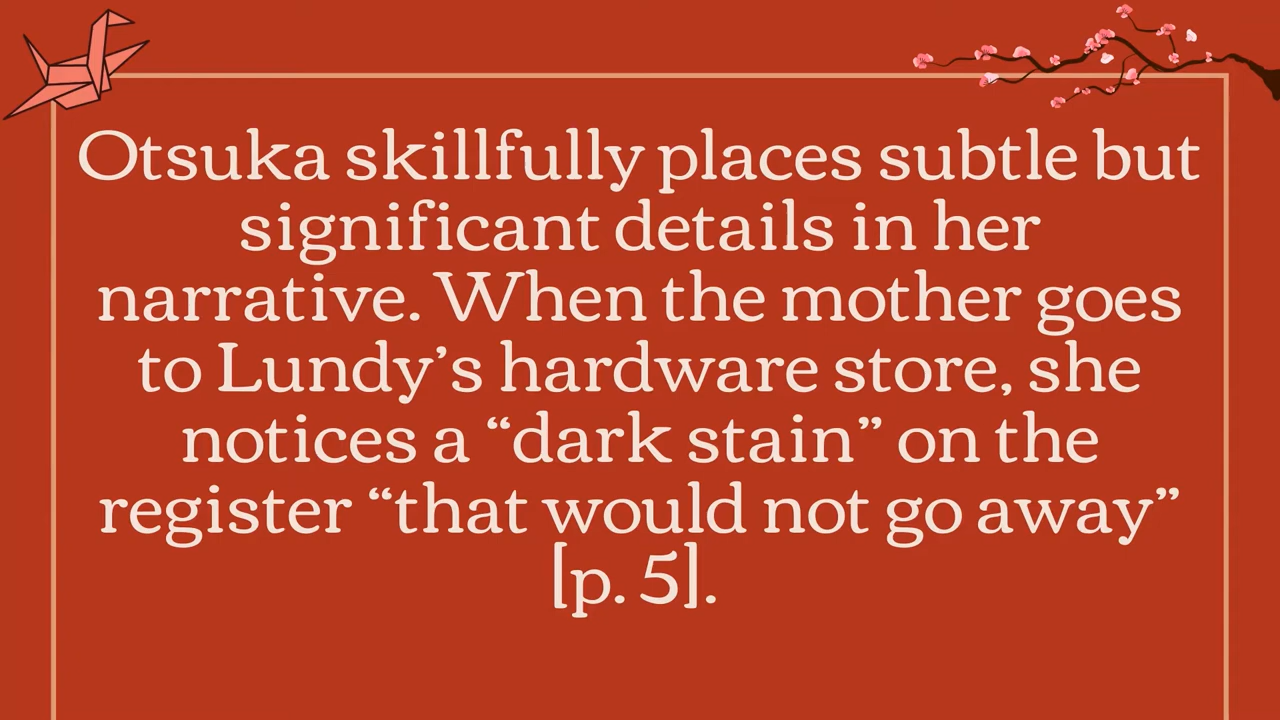 Otsuka skillfully places subtle but
significant details in her
narrative. When the mother goes
to Lundy’s hardware store, she
notices a “dark stain” on the
register “that would not go away”
[p. 5].